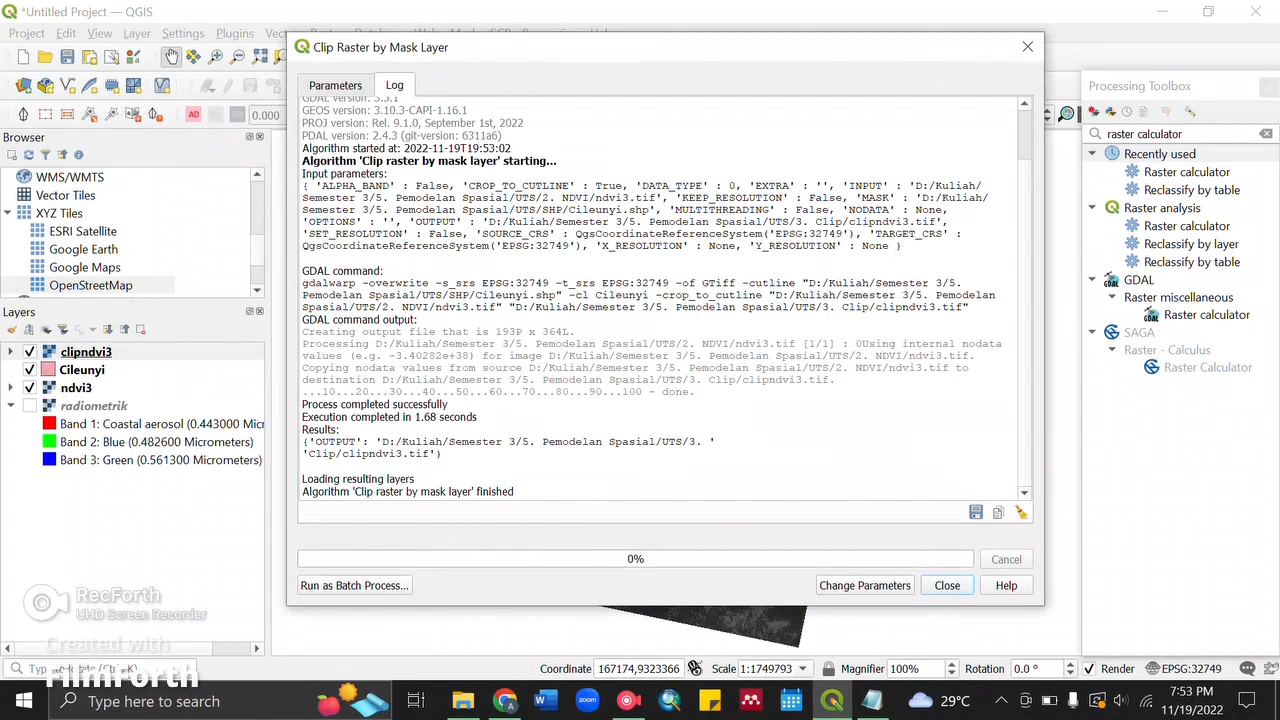 *Untitled Project — QGIS
Project Edit View Layer Settings Plugins
Clip Raster by Mask Layer
Parameters
Log
GDAL version: 3.5.1
GEOS version: 3.10.3-CAPI-1.16.1
PROJ version: Rel. 9.1.0, September 1st, 2022
PDAL version: 2.4.3 (git-version: 6311a6)
Algorithm started at: 2022-11-19T19:53:02
Algorithm 'Clip raster by mask layer' starting...
Input parameters:
{ 'ALPHA_BAND' : False, 'CROP_TO_CUTLINE' : True, 'DATA_TYPE' : 0, 'EXTRA' : '', 'INPUT' : 'D:/Kuliah/
Semester 3/5. Pemodelan Spasial/UTS/2. NDVI/ndvi3.tif', 'KEEP_RESOLUTION' : False, 'MASK' : 'D:/Kuliah/
Semester 3/5. Pemodelan Spasial/UTS/SHP/Cileunyi.shp', 'MULTITHREADING' : False, 'NODATA' : None,
'OPTIONS' : '', 'OUTPUT' : 'D:/Kuliah/Semester 3/5. Pemodelan Spasial/UTS/3. Clip/clipndvi3.tif',
'SET_RESOLUTION' : False, 'SOURCE_CRS' : QgsCoordinateReferenceSystem('EPSG:32749'), 'TARGET_CRS' :
QgsCoordinateReferenceSystem('EPSG:32749'), 'X_RESOLUTION' : None, 'Y_RESOLUTION' : None }
GDAL command:
gdalwarp -overwrite -s_srs EPSG:32749 -t_srs EPSG:32749 -of GTiff -cutline "D:/Kuliah/Semester 3/5.
Pemodelan Spasial/UTS/SHP/Cileunyi.shp" -cl Cileunyi -crop_to_cutline "D:/Kuliah/Semester 3/5. Pemodelan
Spasial/UTS/2. NDVI/ndvi3.tif" "D:/Kuliah/Semester 3/5. Pemodelan Spasial/UTS/3. Clip/clipndvi3.tif"
GDAL command output:
Creating output file that is 193P x 364L.
Processing D:/Kuliah/Semester 3/5. Pemodelan Spasial/UTS/2. NDVI/ndvi3.tif [1/1] : 0Using internal nodata
values (e.g. -3.40282e+38) for image D:/Kuliah/Semester 3/5. Pemodelan Spasial/UTS/2. NDVI/ndvi3.tif.
Copying nodata values from source D:/Kuliah/Semester 3/5. Pemodelan Spasial/UTS/2. NDVI/ndvi3.tif to
destination D:/Kuliah/Semester 3/5. Pemodelan Spasial/UTS/3. Clip/clipndvi3.tif.
...10...20...30...40...50...60...70...80...90...100 - done.
Process completed successfully
Execution completed in 1.68 seconds
Results:
{'OUTPUT': 'D:/Kuliah/Semester 3/5. Pemodelan Spasial/UTS/3. '
'Clip/clipndvi3.tif'}
Loading resulting layers
Algorithm 'Clip raster by mask layer' finished
0%
Cancel
Run as Batch Process...
Change Parameters
Close
Help
AD
0.000
Browser
WMS/WMTS
Vector Tiles
XYZ Tiles
ESRI Satellite
Google Earth
Google Maps
OpenStreetMap
Layers
clipndvi3
Cileunyi
ndvi3
radiometrik
Band 1: Coastal aerosol (0.443000 Micr
Band 2: Blue (0.482600 Micrometers)
Band 3: Green (0.561300 Micrometers)
Processing Toolbox
raster calculator
Recently used
Raster calculator
Reclassify by table
Raster analysis
Raster calculator
Reclassify by layer
Reclassify by table
GDAL
Raster miscellaneous
Raster calculator
SAGA
Raster - Calculus
Raster Calculator
RecForth
UHD Screen Recorder
Created with
FilmForth
Coordinate 167174,9323366
Scale 1:1749793
Magnifier 100%
Rotation 0.0 °
Render
EPSG:32749
Type here to search
29°C
:53 PM
11/19/2022